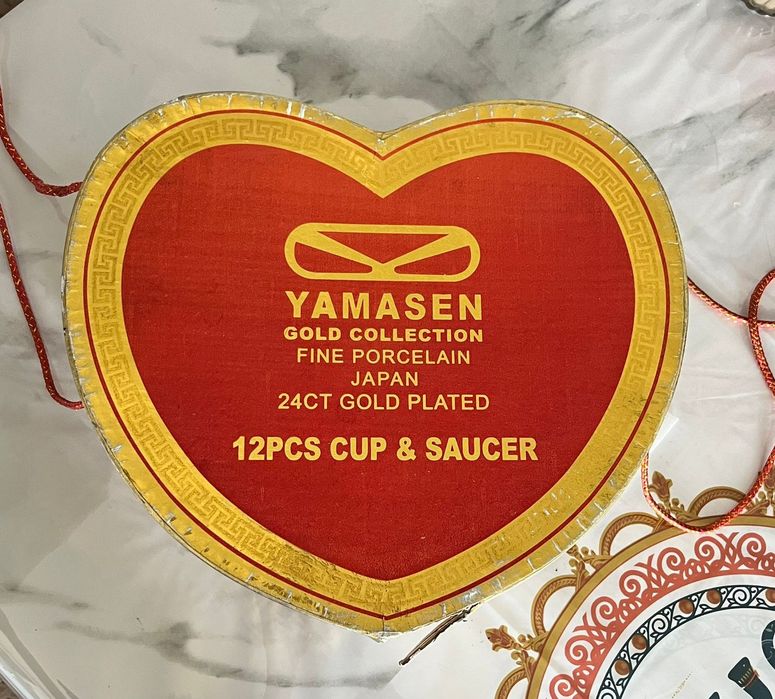 YAMASEN
GOLD COLLECTION
FINE PORCELAIN
JAPAN
24CT GOLD PLATED
12PCS CUP & SAUCER